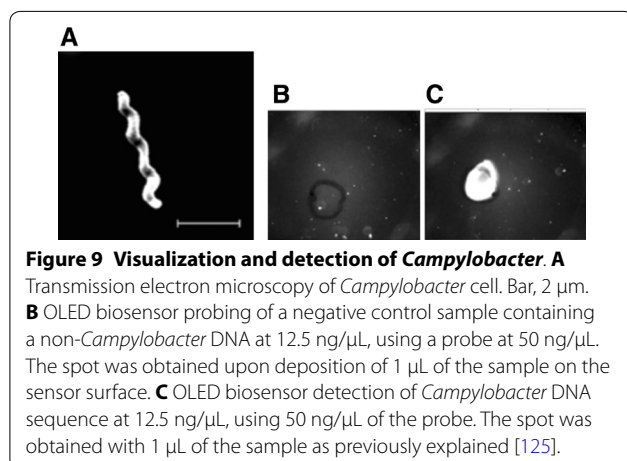 A
B
C
Figure 9 Visualization and detection of Campylobacter. A
Transmission electron microscopy of Campylobacter cell. Bar, 2 µm.
B OLED biosensor probing of a negative control sample containing
a non-Campylobacter DNA at 12.5 ng/µL, using a probe at 50 ng/µL.
The spot was obtained upon deposition of 1 µL of the sample on the
sensor surface. C OLED biosensor detection of Campylobacter DNA
sequence at 12.5 ng/µL, using 50 ng/µL of the probe. The spot was
obtained with 1 µL of the sample as previously explained [125].